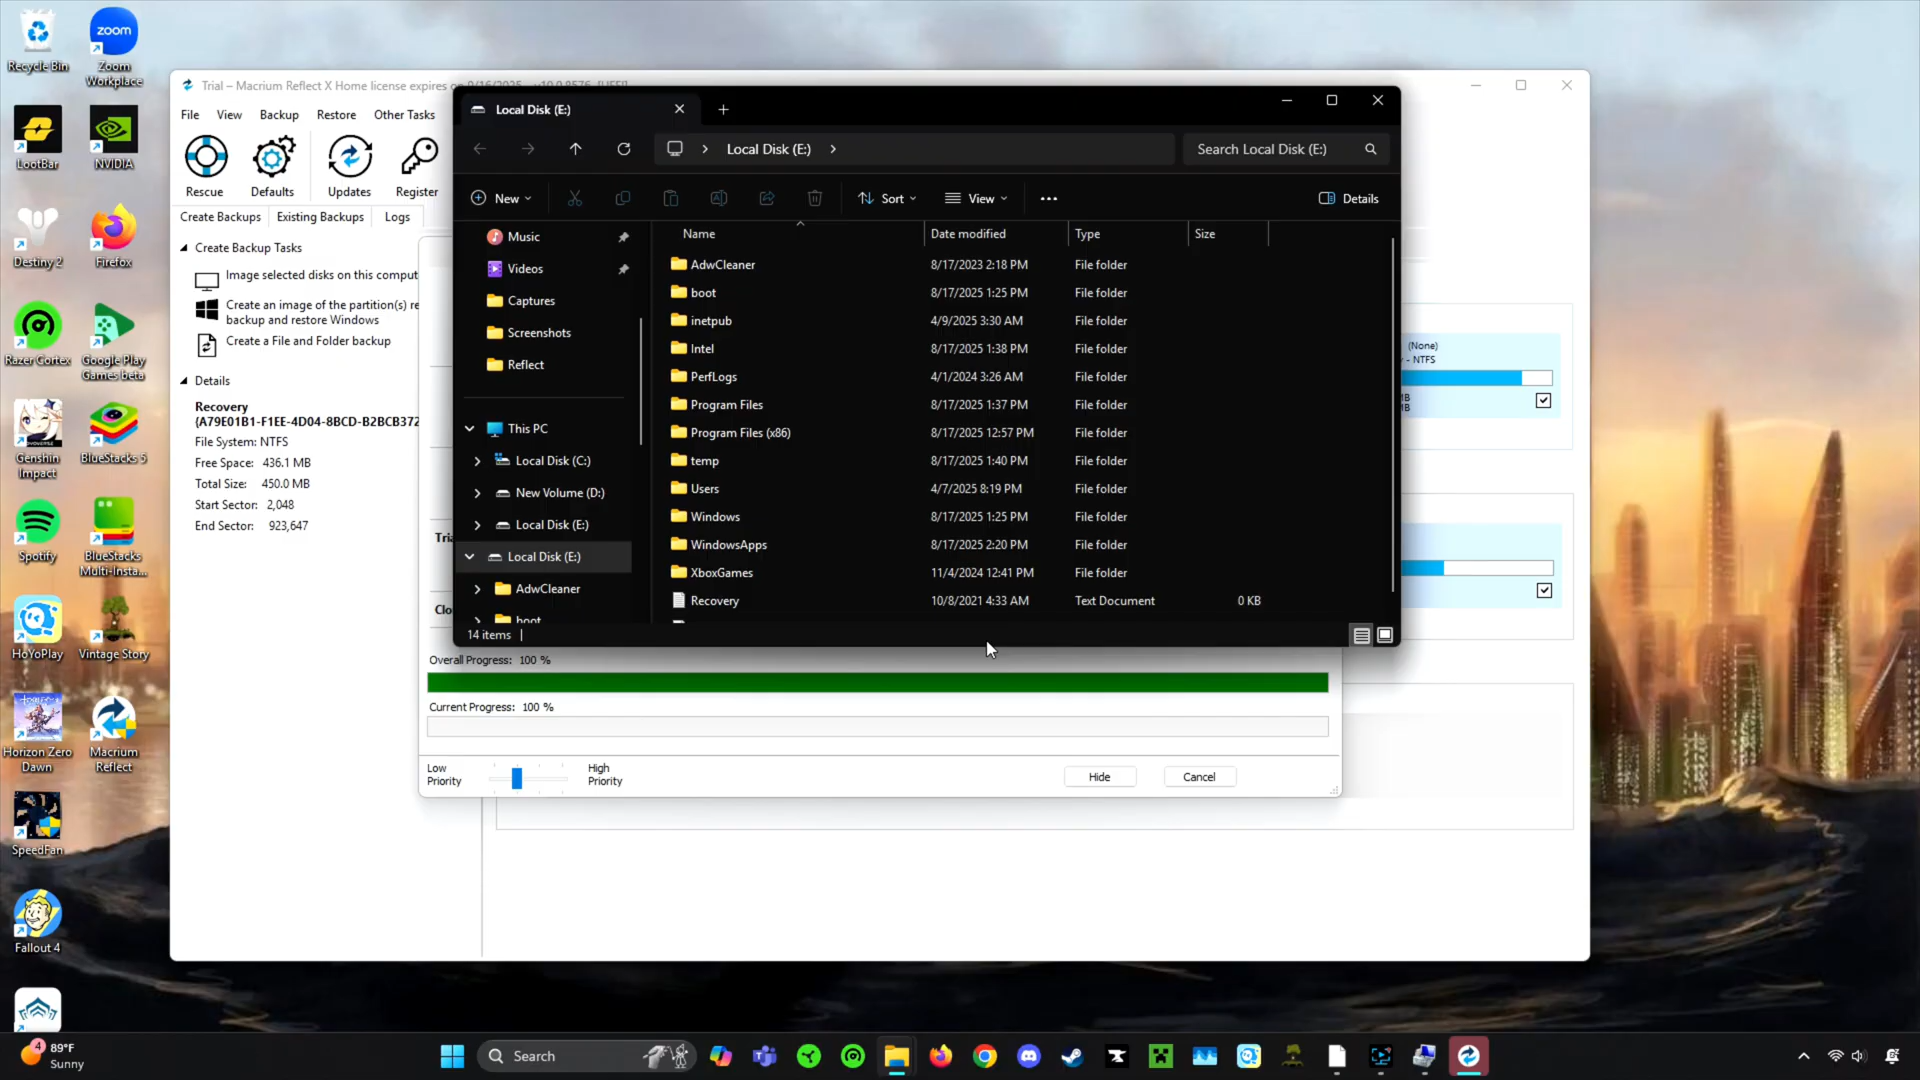 Recycle Bin
Zoom Workplace
LootBar
NVIDIA
Destiny 2
Firefox
Razer Cortex
Google Play Games beta
Genshin Impact
BlueStacks 5
Spotify
BlueStacks Multi-Insta...
HoYoPlay
Vintage Story
Horizon Zero Dawn
Macrium Reflect
SpeedFan
Fallout 4
zoom
Trial – Macrium Reflect X Home license expires
File
View
Backup
Restore
Other Tasks
Rescue
Defaults
Updates
Register
Create Backups
Existing Backups
Logs
Create Backup Tasks
Image selected disks on this comput
Create an image of the partition(s) re
backup and restore Windows
Create a File and Folder backup
Details
Recovery
{A79E01B1-F1EE-4D04-8BCD-B2BCB372
File System: NTFS
Free Space: 436.1 MB
Total Size: 450.0 MB
Start Sector: 2,048
End Sector: 923,647
Local Disk (E:)
Local Disk (E:)
Search Local Disk (E:)
New
Sort
View
Details
Music
Videos
Captures
Screenshots
Reflect
This PC
Local Disk (C:)
New Volume (D:)
Local Disk (E:)
Local Disk (E:)
AdwCleaner
boot
Name Date modified Type Size
AdwCleaner 8/17/2023 2:18 PM File folder
boot 8/17/2025 1:25 PM File folder
inetpub 4/9/2025 3:30 AM File folder
Intel 8/17/2025 1:38 PM File folder
PerfLogs 4/1/2024 3:26 AM File folder
Program Files 8/17/2025 1:37 PM File folder
Program Files (x86) 8/17/2025 12:57 PM File folder
temp 8/17/2025 1:40 PM File folder
Users 4/7/2025 8:19 PM File folder
Windows 8/17/2025 1:25 PM File folder
WindowsApps 8/17/2025 2:20 PM File folder
XboxGames 11/4/2024 12:41 PM File folder
Recovery 10/8/2021 4:33 AM Text Document 0 KB
14 items
(None)
- NTFS
Tria
Clo
Overall Progress: 100 %
Current Progress: 100 %
Low Priority
High Priority
Hide
Cancel
4
89°F
Sunny
Search